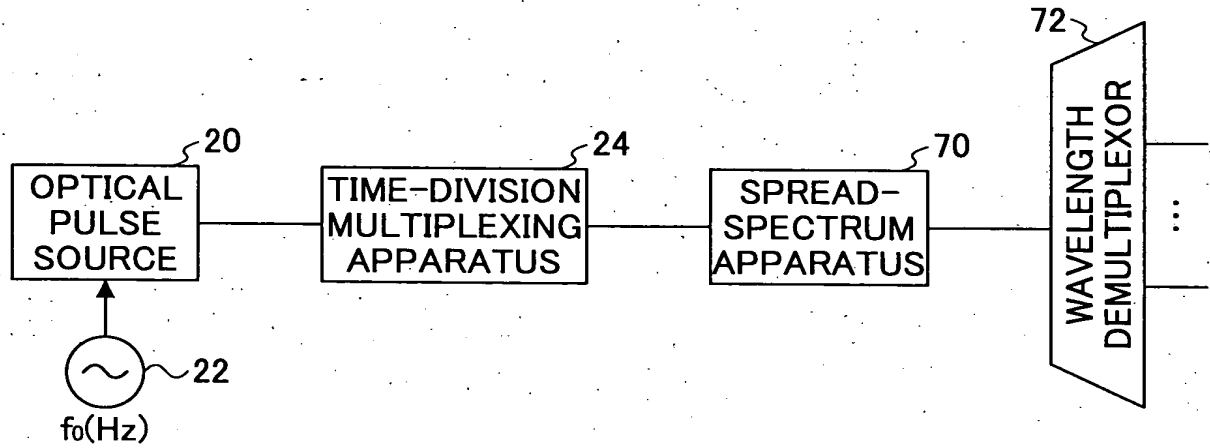 72
20
OPTICAL
PULSE
SOURCE
24
TIME-DIVISION
MULTIPLEXING
APPARATUS
70
SPREAD-
SPECTRUM
APPARATUS
WAVELENGTH
DEMULTIPLEXOR
...
22
f0(Hz)